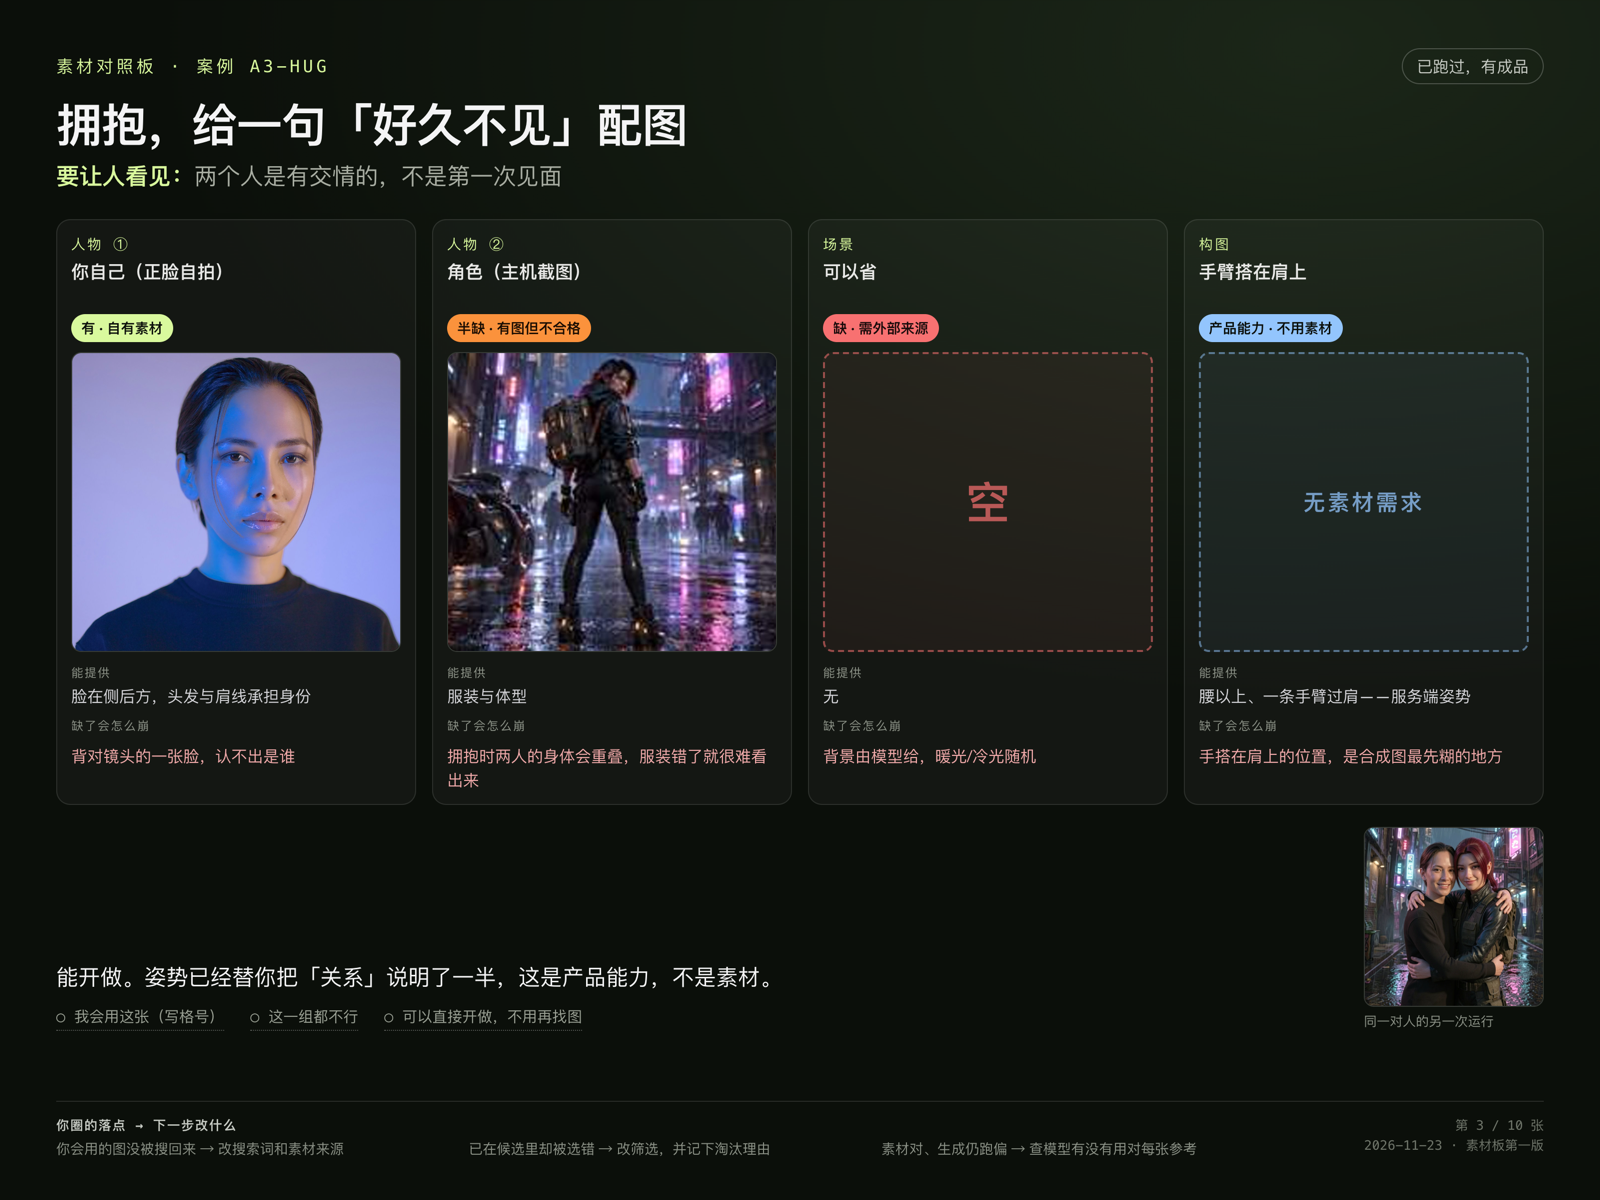 素材对照板 · 案例 A3-HUG
已跑过，有成品
拥抱，给一句「好久不见」配图
要让人看见：两个人是有交情的，不是第一次见面
人物 ①
你自己（正脸自拍）
有 · 自有素材
能提供
脸在侧后方，头发与肩线承担身份
缺了会怎么崩
背对镜头的一张脸，认不出是谁
人物 ②
角色（主机截图）
半缺 · 有图但不合格
能提供
服装与体型
缺了会怎么崩
拥抱时两人的身体会重叠，服装错了就很难看
出来
场景
可以省
缺 · 需外部来源
空
能提供
无
缺了会怎么崩
背景由模型给，暖光/冷光随机
构图
手臂搭在肩上
产品能力 · 不用素材
无素材需求
能提供
腰以上、一条手臂过肩——服务端姿势
缺了会怎么崩
手搭在肩上的位置，是合成图最先糊的地方
同一对人的另一次运行
能开做。姿势已经替你把「关系」说明了一半，这是产品能力，不是素材。
○ 我会用这张（写格号）
○ 这一组都不行
○ 可以直接开做，不用再找图
你圈的落点 → 下一步改什么
你会用的图没被搜回来 → 改搜索词和素材来源
已在候选里却被选错 → 改筛选，并记下淘汰理由
素材对、生成仍跑偏 → 查模型有没有用对每张参考
第 3 / 10 张
2026-11-23 · 素材板第一版